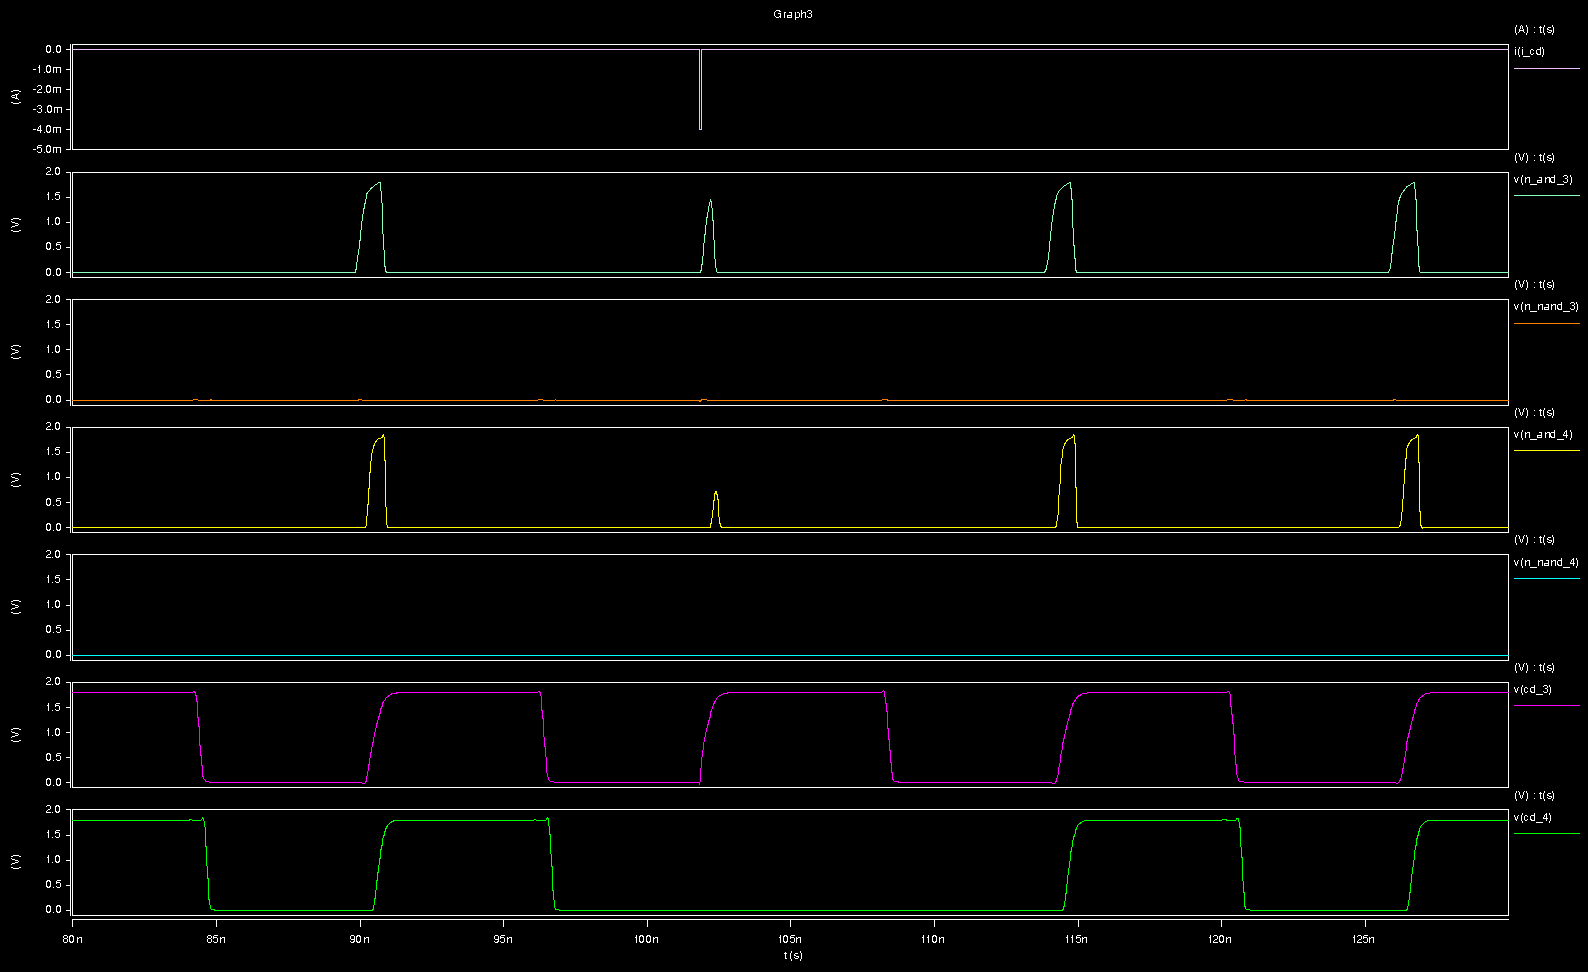 Graph3
(A) : t(s)
i(i_cd)
0.0
-1.0m
-2.0m
-3.0m
-4.0m
-5.0m
(A)
(V) : t(s)
v(n_and_3)
2.0
1.5
1.0
0.5
0.0
(V)
(V) : t(s)
v(n_nand_3)
2.0
1.5
1.0
0.5
0.0
(V)
(V) : t(s)
v(n_and_4)
2.0
1.5
1.0
0.5
0.0
(V)
(V) : t(s)
v(n_nand_4)
2.0
1.5
1.0
0.5
0.0
(V)
(V) : t(s)
v(cd_3)
2.0
1.5
1.0
0.5
0.0
(V)
(V) : t(s)
v(cd_4)
2.0
1.5
1.0
0.5
0.0
(V)
80n 85n 90n 95n 100n 105n 110n 115n 120n 125n
t(s)